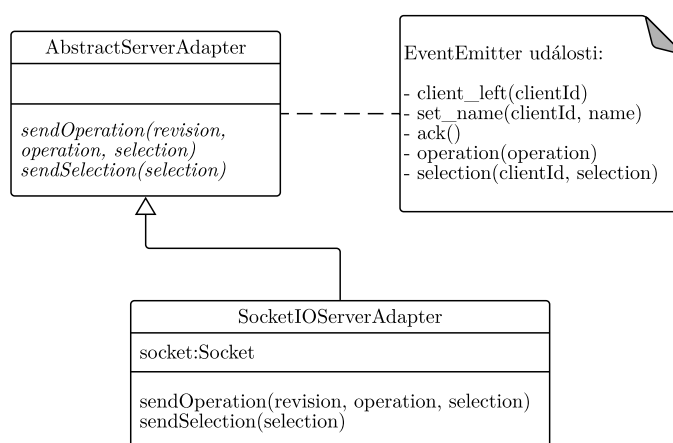 AbstractServerAdapter
sendOperation(revision,
operation, selection)
sendSelection(selection)
EventEmitter události:
- client_left(clientId)
- set_name(clientId, name)
- ack()
- operation(operation)
- selection(clientId, selection)
SocketIOServerAdapter
socket:Socket
sendOperation(revision, operation, selection)
sendSelection(selection)